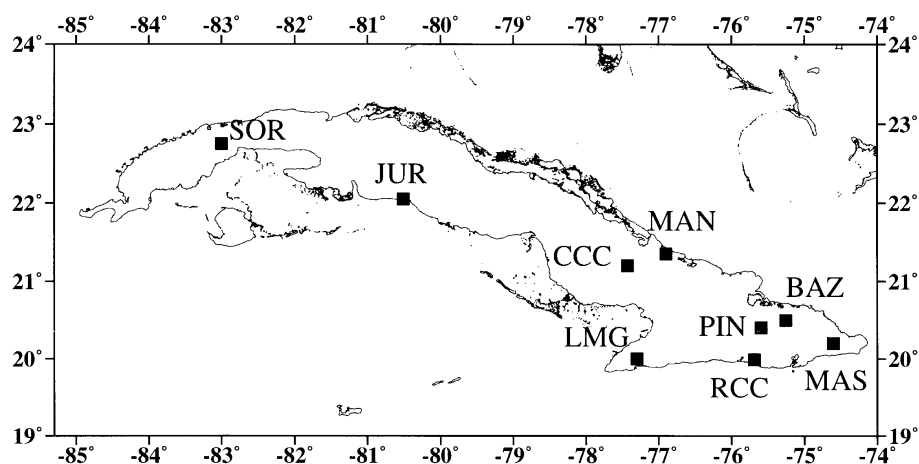 -85° -84° -83° -82° -81° -80° -79° -78° -77° -76° -75° -74°
24° 24°
23° SOR 23°
JUR
22° 22°
MAN
CCC
21° BAZ 21°
PIN
LMG
20° 20°
RCC MAS
19° 19°
-85° -84° -83° -82° -81° -80° -79° -78° -77° -76° -75° -74°